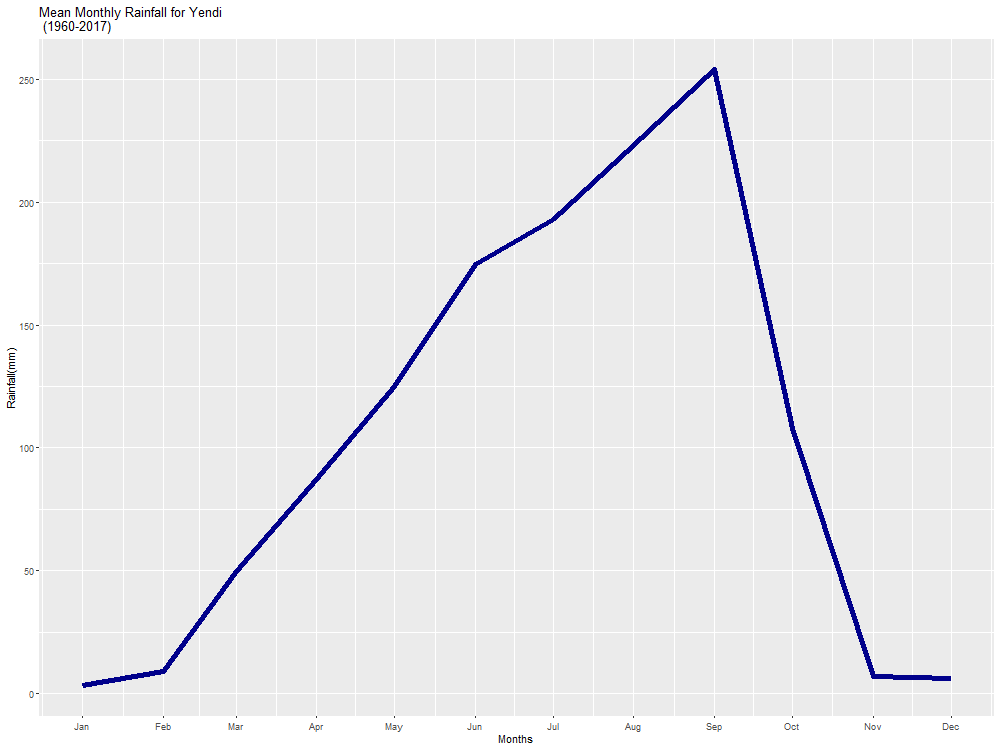 Mean Monthly Rainfall for Yendi
(1960-2017)
250
200
150
100
50
0
Rainfall(mm)
Jan Feb Mar Apr May Jun Jul Aug Sep Oct Nov Dec
Months